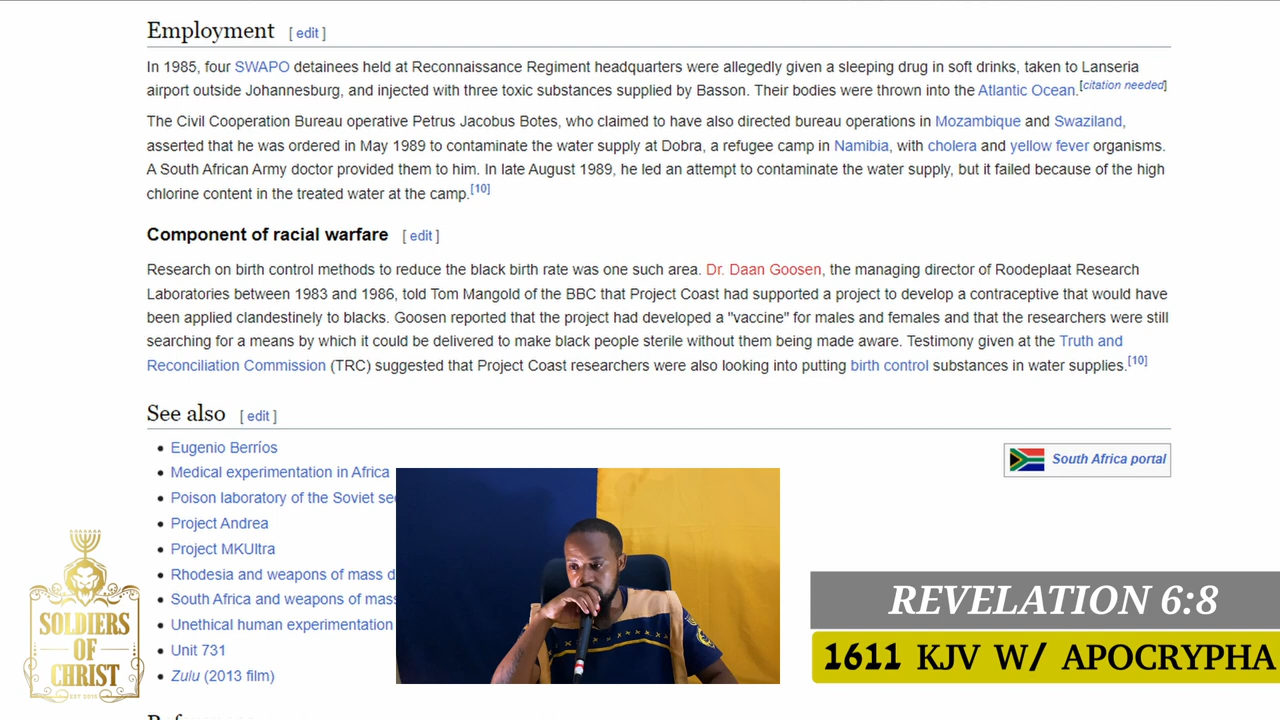 Employment [ edit ]
In 1985, four SWAPO detainees held at Reconnaissance Regiment headquarters were allegedly given a sleeping drug in soft drinks, taken to Lanseria
airport outside Johannesburg, and injected with three toxic substances supplied by Basson. Their bodies were thrown into the Atlantic Ocean.[citation needed]
The Civil Cooperation Bureau operative Petrus Jacobus Botes, who claimed to have also directed bureau operations in Mozambique and Swaziland,
asserted that he was ordered in May 1989 to contaminate the water supply at Dobra, a refugee camp in Namibia, with cholera and yellow fever organisms.
A South African Army doctor provided them to him. In late August 1989, he led an attempt to contaminate the water supply, but it failed because of the high
chlorine content in the treated water at the camp.[10]
Component of racial warfare [ edit ]
Research on birth control methods to reduce the black birth rate was one such area. Dr. Daan Goosen, the managing director of Roodeplaat Research
Laboratories between 1983 and 1986, told Tom Mangold of the BBC that Project Coast had supported a project to develop a contraceptive that would have
been applied clandestinely to blacks. Goosen reported that the project had developed a "vaccine" for males and females and that the researchers were still
searching for a means by which it could be delivered to make black people sterile without them being made aware. Testimony given at the Truth and
Reconciliation Commission (TRC) suggested that Project Coast researchers were also looking into putting birth control substances in water supplies.[10]
See also [ edit ]
Eugenio Berríos
South Africa portal
Medical experimentation in Africa
Poison laboratory of the Soviet se
Project Andrea
Project MKUltra
Rhodesia and weapons of mass d
South Africa and weapons of mass
Unethical human experimentation
Unit 731
Zulu (2013 film)
SOLDIERS
OF
CHRIST
REVELATION 6:8
1611 KJV W/ APOCRYPHA